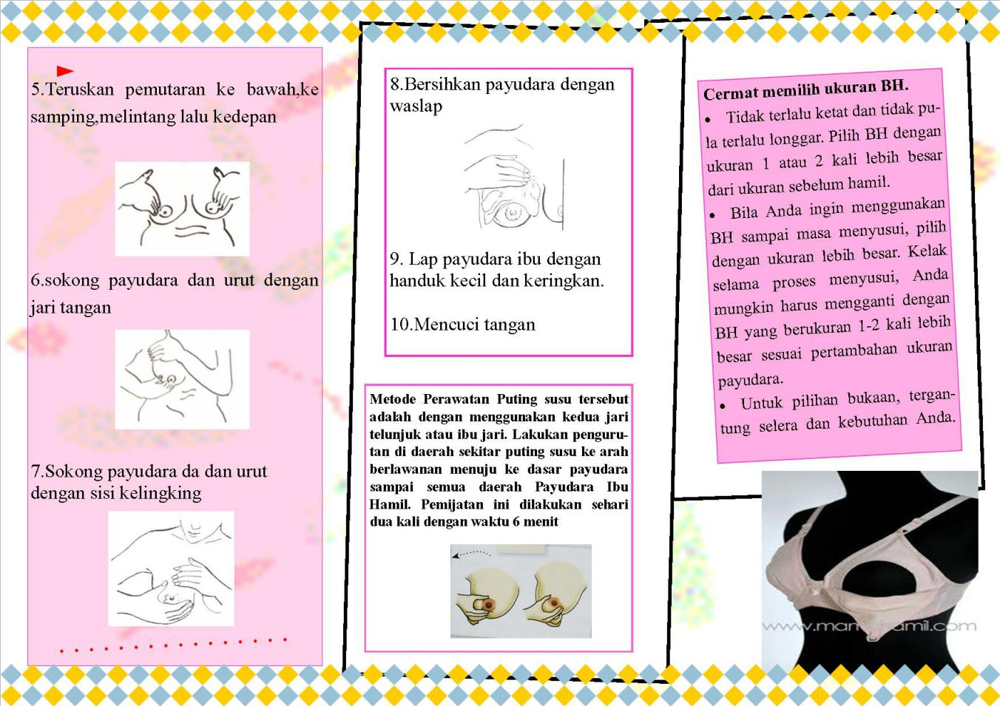 5.Teruskan pemutaran ke bawah,ke
samping,melintang lalu kedepan
6.sokong payudara dan urut dengan
jari tangan
7.Sokong payudara da dan urut
dengan sisi kelingking
8.Bersihkan payudara dengan
waslap
9. Lap payudara ibu dengan
handuk kecil dan keringkan.
10.Mencuci tangan
Metode Perawatan Puting susu tersebut
adalah dengan menggunakan kedua jari
telunjuk atau ibu jari. Lakukan penguru-
tan di daerah sekitar puting susu ke arah
berlawanan menuju ke dasar payudara
sampai semua daerah Payudara Ibu
Hamil. Pemijatan ini dilakukan sehari
dua kali dengan waktu 6 menit
Cermat memilih ukuran BH.
• Tidak terlalu ketat dan tidak pu-
la terlalu longgar. Pilih BH dengan
ukuran 1 atau 2 kali lebih besar
dari ukuran sebelum hamil.
• Bila Anda ingin menggunakan
BH sampai masa menyusui, pilih
dengan ukuran lebih besar. Kelak
selama proses menyusui, Anda
mungkin harus mengganti dengan
BH yang berukuran 1-2 kali lebih
besar sesuai pertambahan ukuran
payudara.
• Untuk pilihan bukaan, tergan-
tung selera dan kebutuhan Anda.
www.mamahamil.com